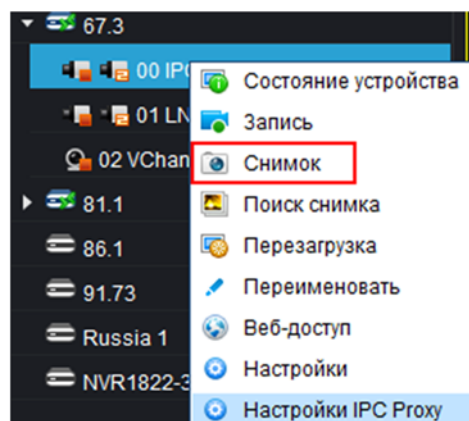 67.3
00 IPC
01 LN
02 VChan
81.1
86.1
91.73
Russia 1
NVR1822-3
Состояние устройства
Запись
Снимок
Поиск снимка
Перезагрузка
Переименовать
Веб-доступ
Настройки
Настройки IPC Proxy